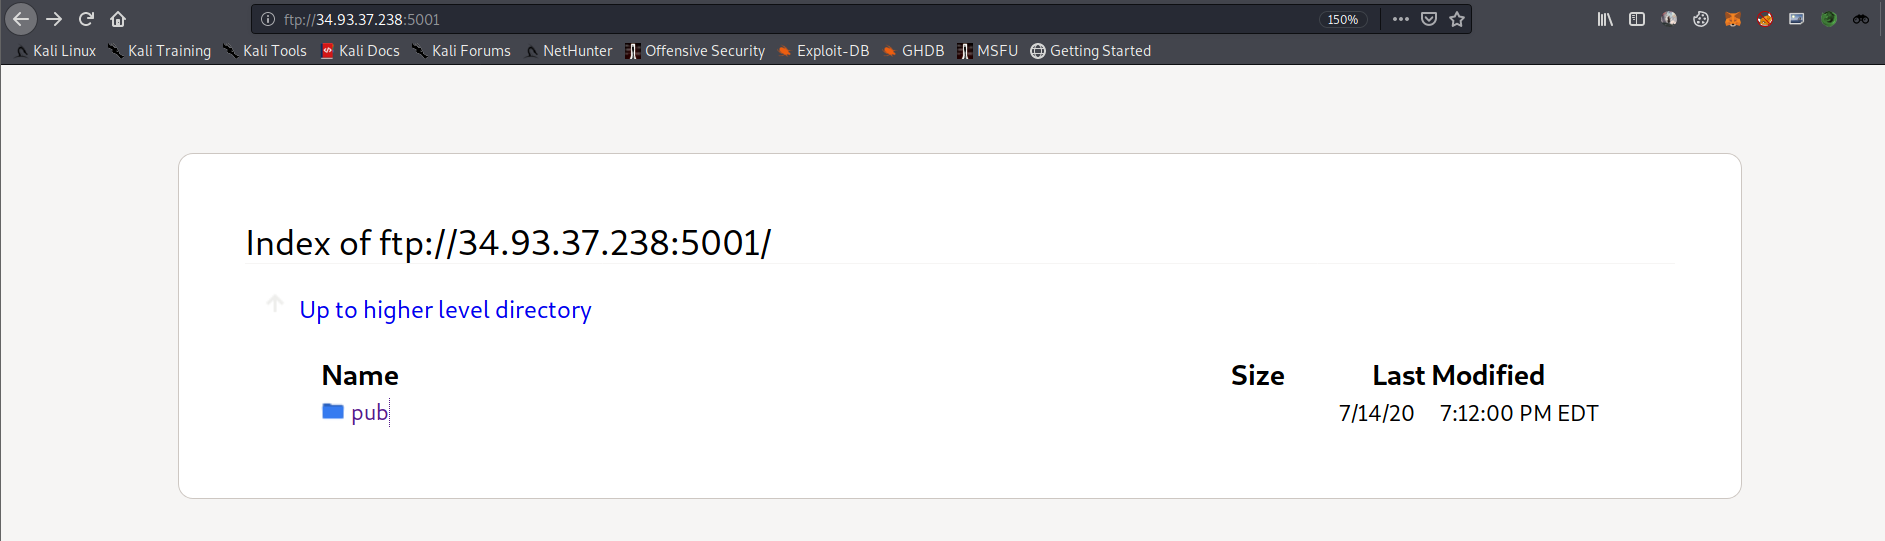 ftp://34.93.37.238:5001 150%
Kali Linux Kali Training Kali Tools Kali Docs Kali Forums NetHunter Offensive Security Exploit-DB GHDB MSFU Getting Started
Index of ftp://34.93.37.238:5001/
Up to higher level directory
Name Size Last Modified
pub 7/14/20 7:12:00 PM EDT